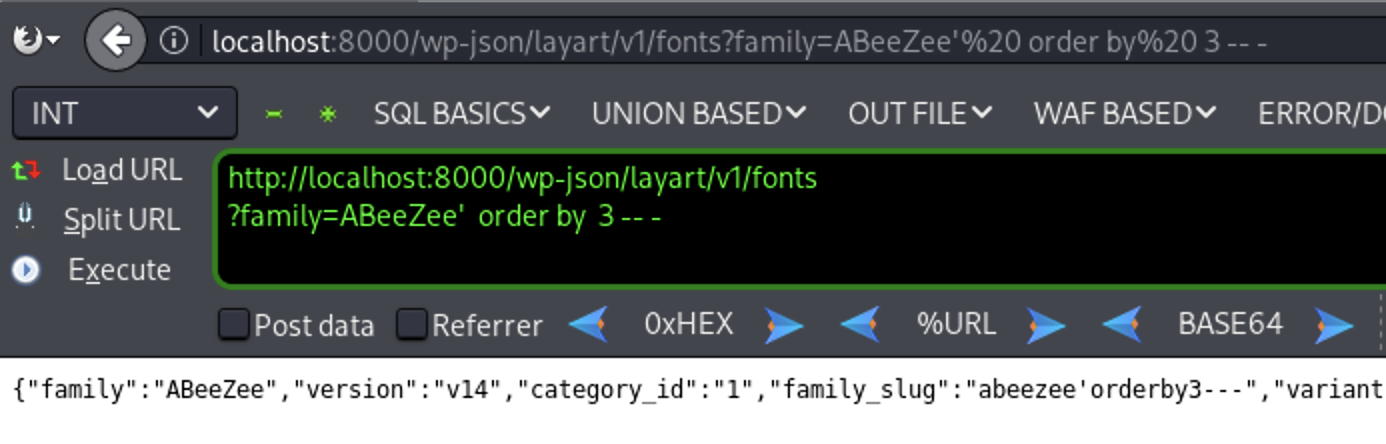 localhost:8000/wp-json/layart/v1/fonts?family=ABeeZee'%20 order by%20 3 -- -
INT SQL BASICS UNION BASED OUT FILE WAF BASED ERROR/D
Load URL
Split URL
Execute
http://localhost:8000/wp-json/layart/v1/fonts
?family=ABeeZee'  order by  3 -- -
Post data Referrer 0xHEX %URL BASE64
{"family":"ABeeZee","version":"v14","category_id":"1","family_slug":"abeezee'orderby3---","variant